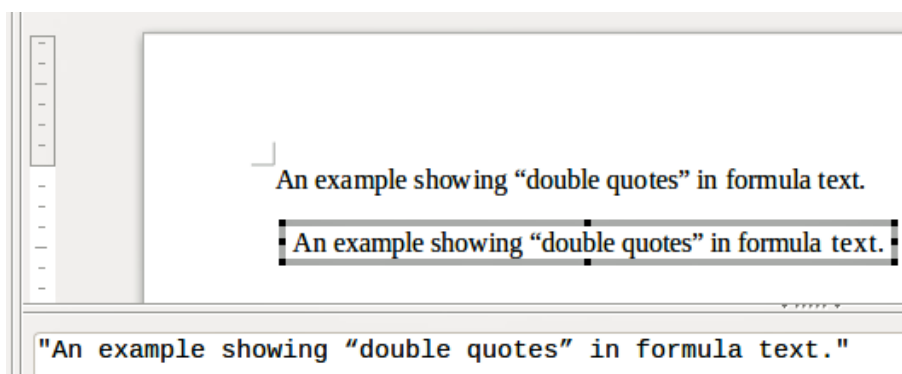 An example showing “double quotes” in formula text.
An example showing “double quotes” in formula text.
"An example showing “double quotes” in formula text."